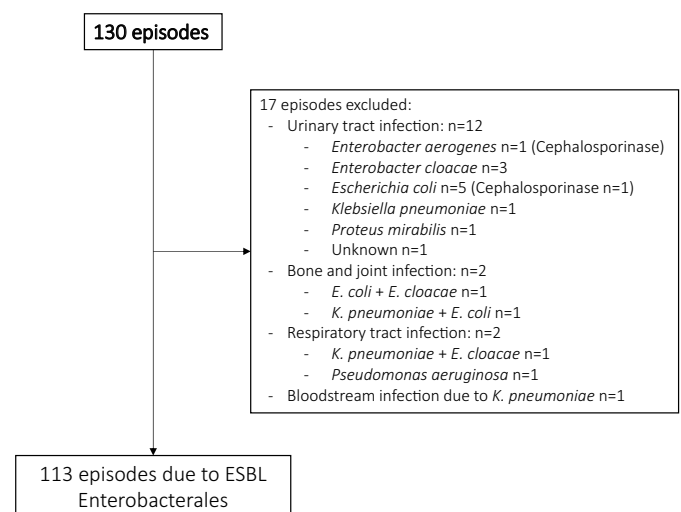 130 episodes
17 episodes excluded:
- Urinary tract infection: n=12
- Enterobacter aerogenes n=1 (Cephalosporinase)
- Enterobacter cloacae n=3
- Escherichia coli n=5 (Cephalosporinase n=1)
- Klebsiella pneumoniae n=1
- Proteus mirabilis n=1
- Unknown n=1
- Bone and joint infection: n=2
- E. coli + E. cloacae n=1
- K. pneumoniae + E. coli n=1
- Respiratory tract infection: n=2
- K. pneumoniae + E. cloacae n=1
- Pseudomonas aeruginosa n=1
- Bloodstream infection due to K. pneumoniae n=1
113 episodes due to ESBL
Enterobacterales